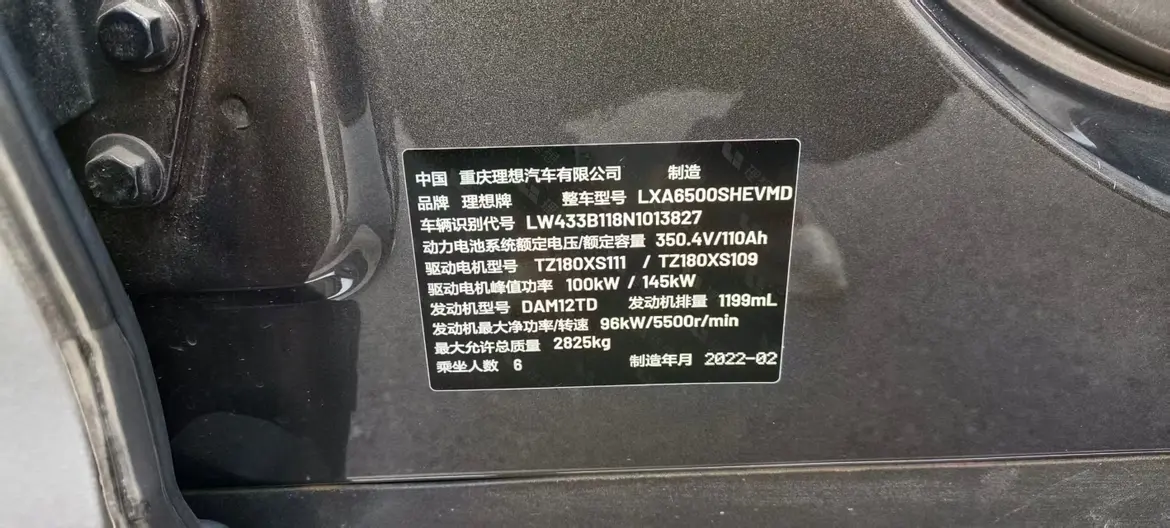 中国 重庆理想汽车有限公司 制造
品牌 理想牌 整车型号 LXA6500SHEVMD
车辆识别代号 LW433B118N1013827
动力电池系统额定电压/额定容量 350.4V/110Ah
驱动电机型号 TZ180XS111 / TZ180XS109
驱动电机峰值功率 100kW / 145kW
发动机型号 DAM12TD 发动机排量 1199mL
发动机最大净功率/转速 96kW/5500r/min
最大允许总质量 2825kg
乘坐人数 6 制造年月 2022-02